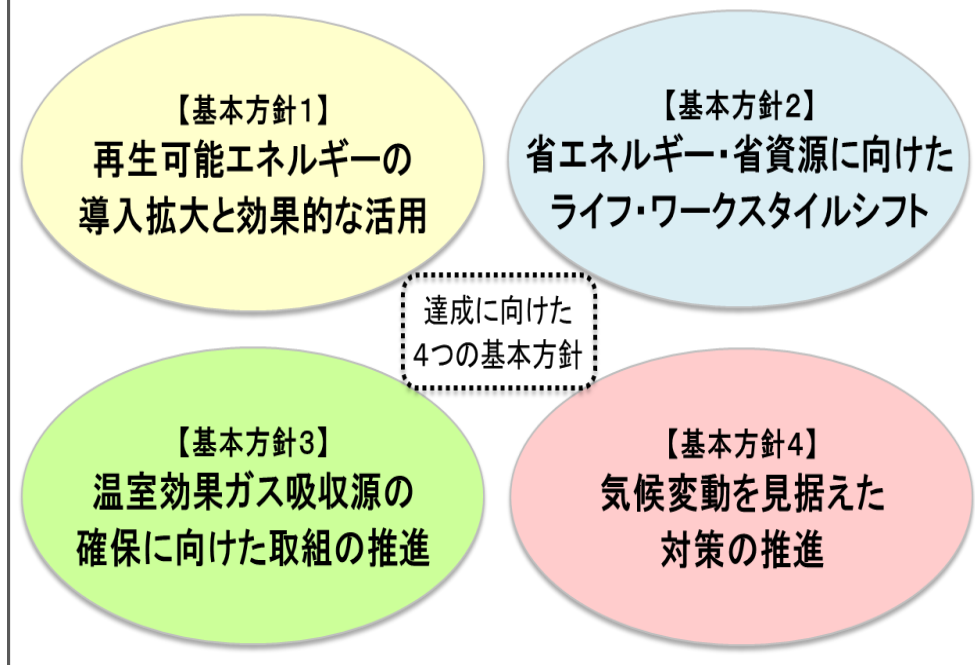 【基本方針1】
再生可能エネルギーの
導入拡大と効果的な活用
【基本方針2】
省エネルギー・省資源に向けた
ライフ・ワークスタイルシフト
達成に向けた
4つの基本方針
【基本方針3】
温室効果ガス吸収源の
確保に向けた取組の推進
【基本方針4】
気候変動を見据えた
対策の推進